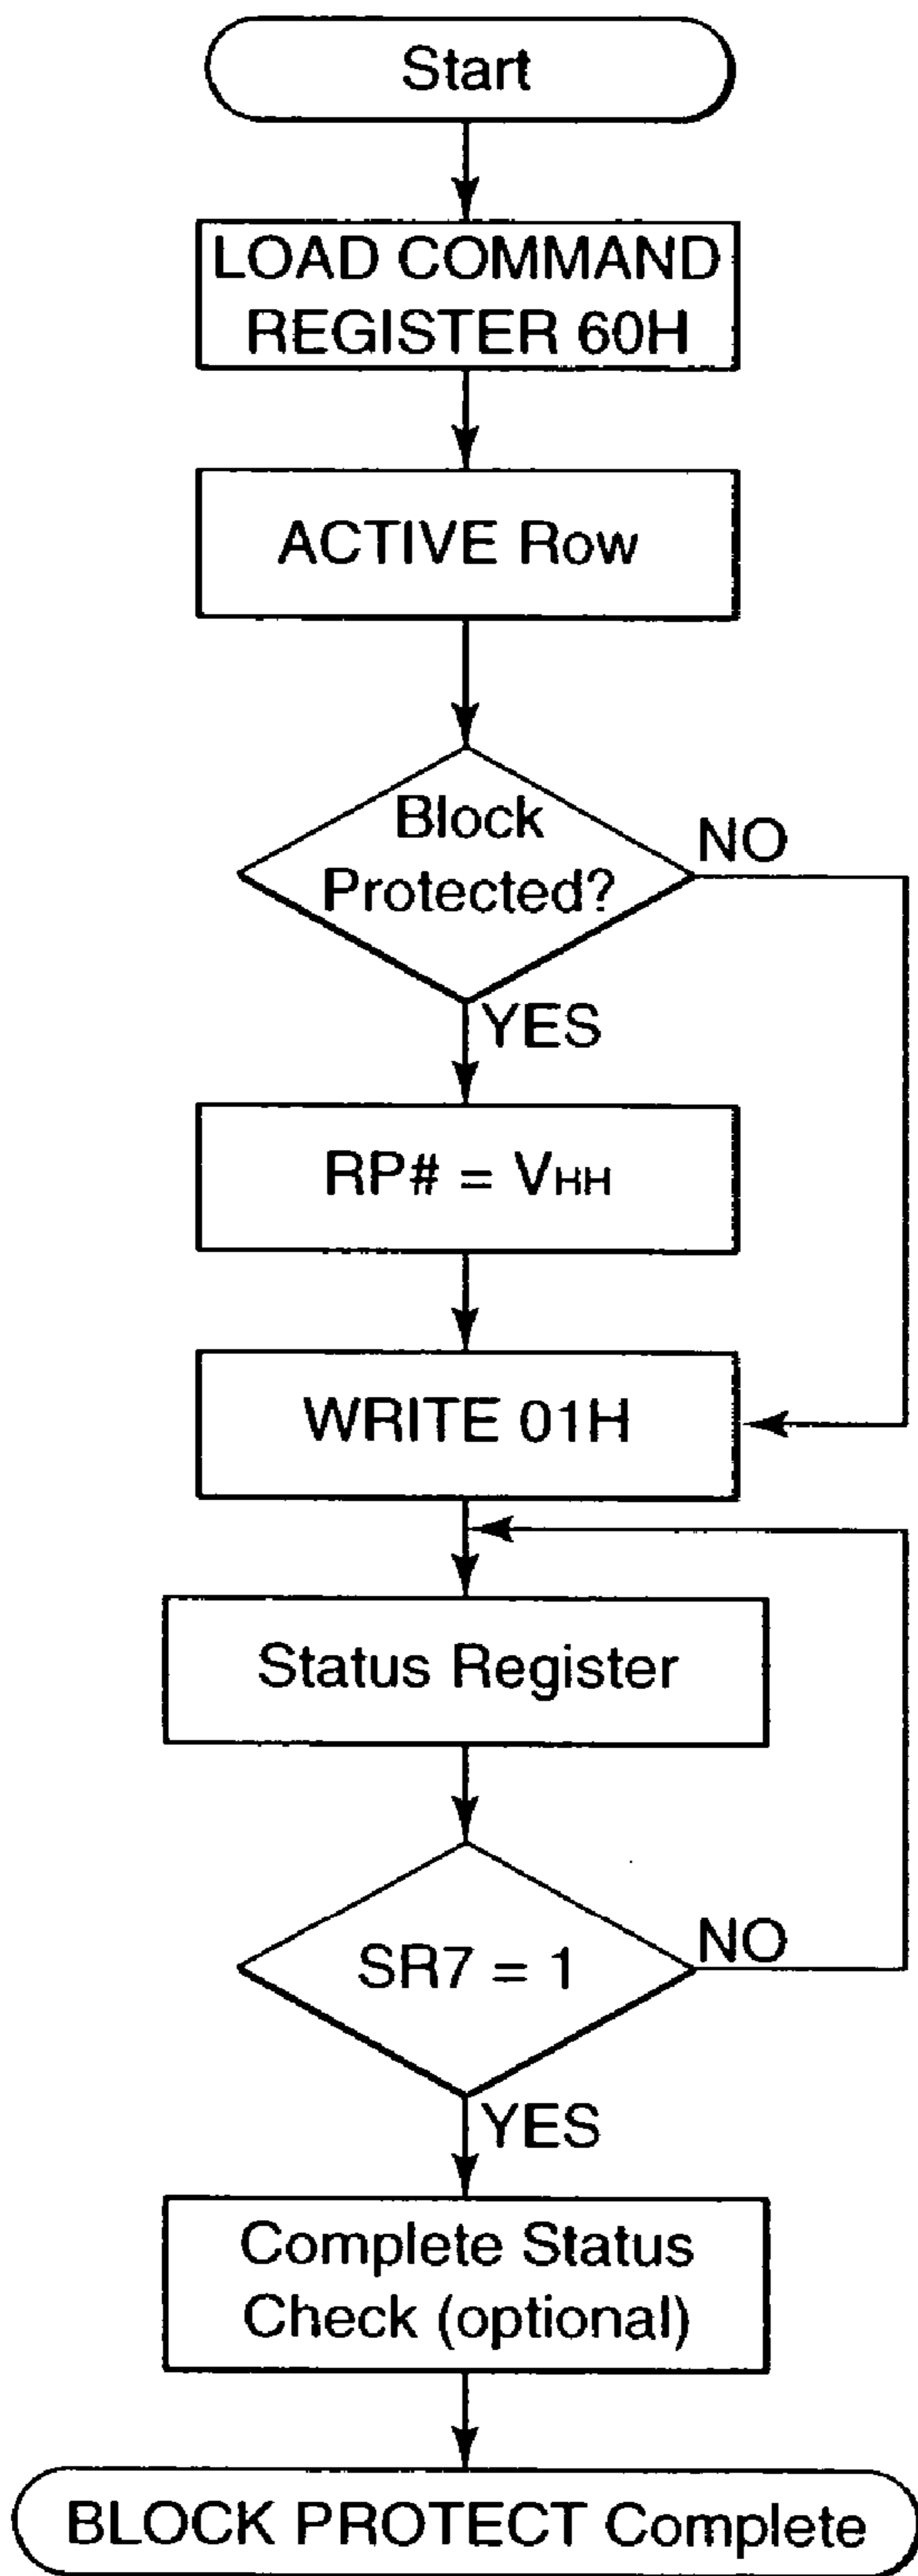 Start
LOAD COMMAND
REGISTER 60H
ACTIVE Row
Block
Protected?
NO
YES
RP# = VHH
WRITE 01H
Status Register
SR7 = 1
NO
YES
Complete Status
Check (optional)
BLOCK PROTECT Complete